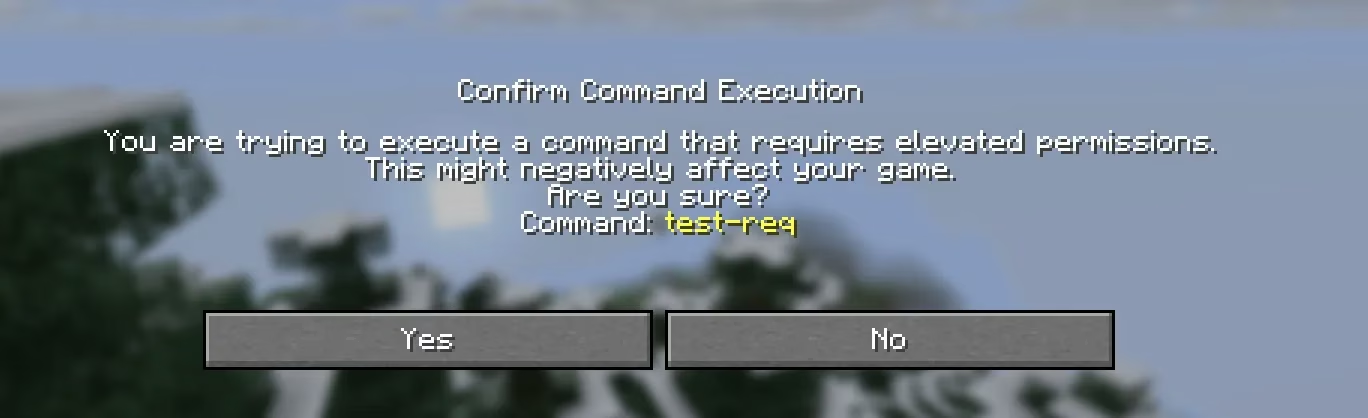 Confirm Command Execution
You are trying to execute a command that requires elevated permissions.
This might negatively affect your game.
Are you sure?
Command: test-req
Yes
No